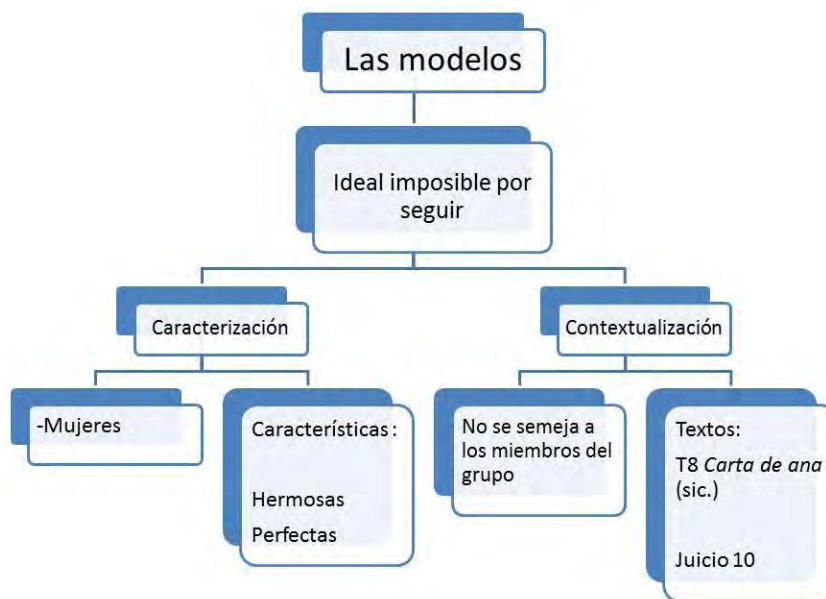 Las modelos
Ideal imposible por
seguir
Caracterización
Contextualización
-Mujeres
Características :
Hermosas
Perfectas
No se semeja a
los miembros del
grupo
Textos:
T8 Carta de ana
(sic.)
Juicio 10